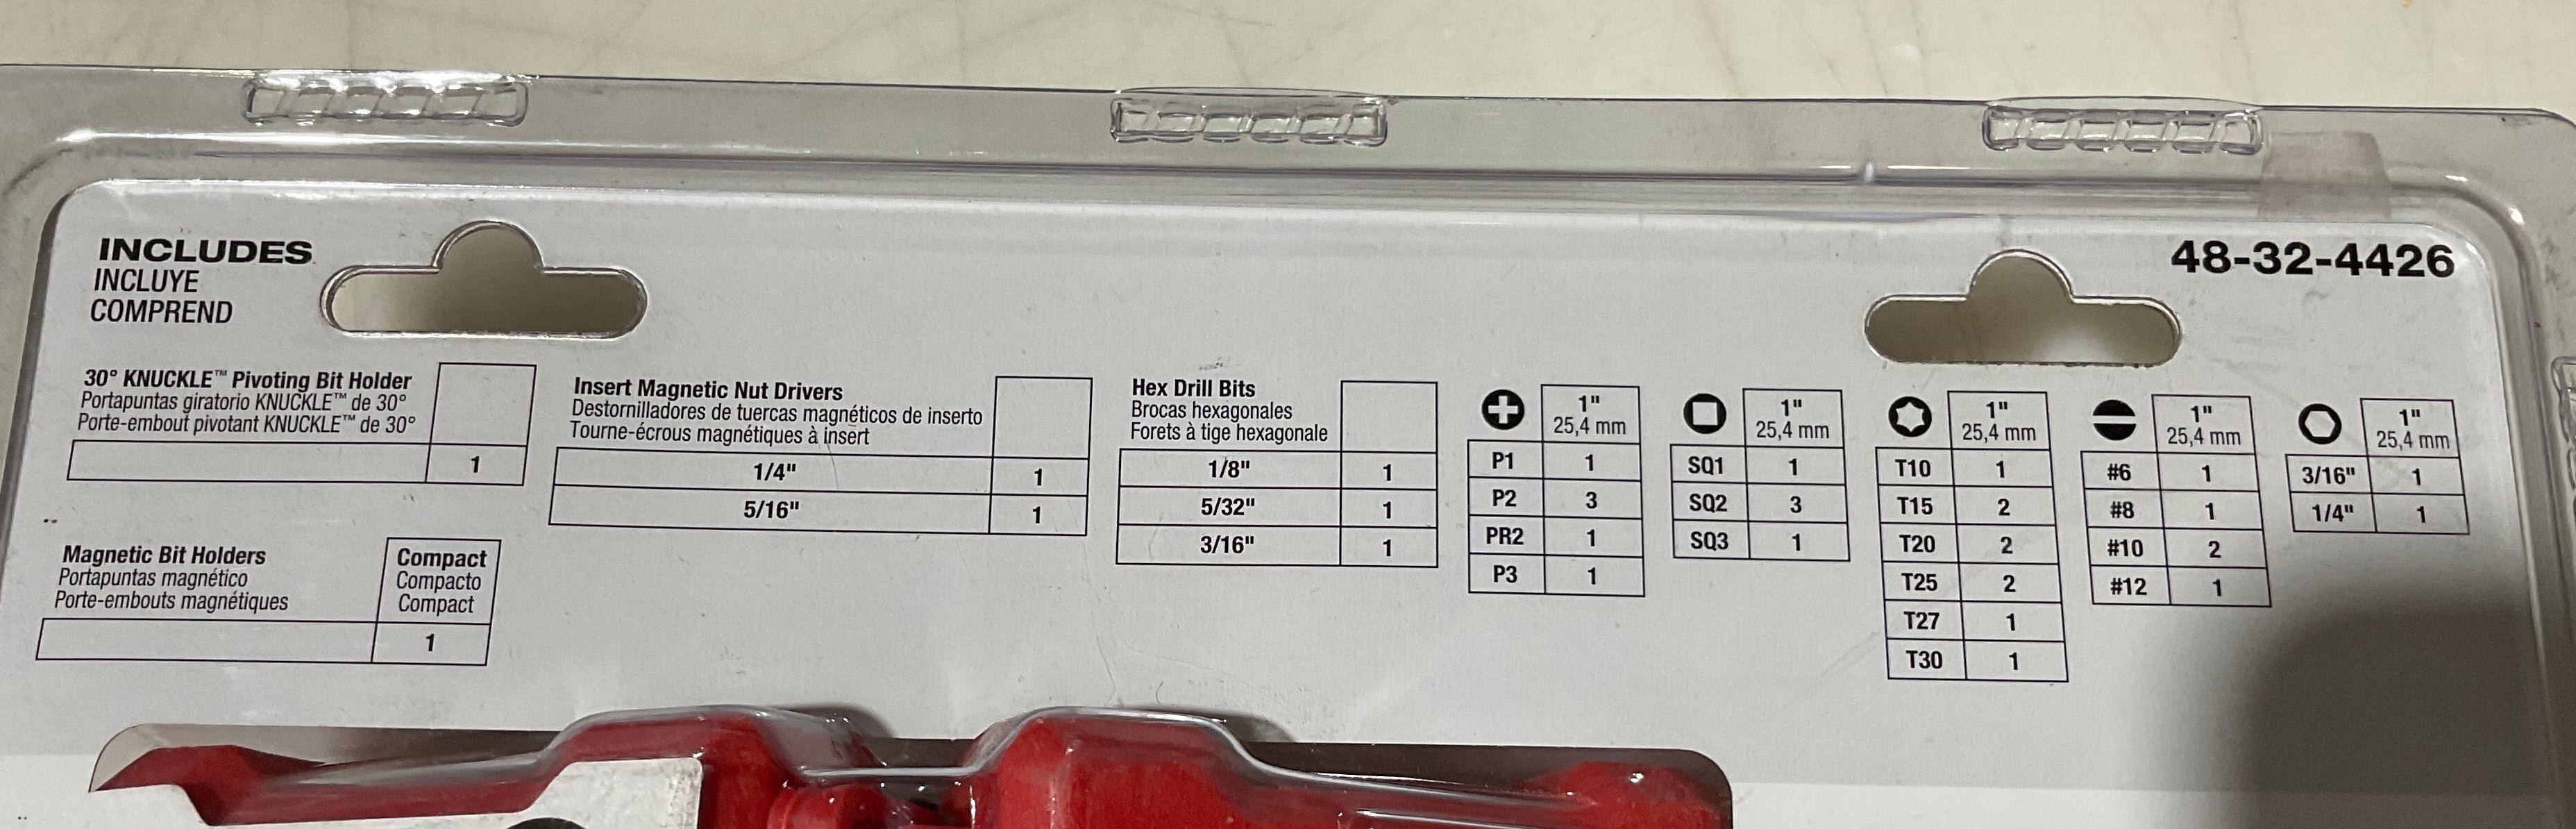 INCLUDES
INCLUYE
COMPREND
48-32-4426
30° KNUCKLE™ Pivoting Bit Holder
Portapuntas giratorio KNUCKLE™ de 30°
Porte-embout pivotant KNUCKLE™ de 30°
1
Magnetic Bit Holders
Portapuntas magnético
Porte-embouts magnétiques
Compact
Compacto
Compact
1
Insert Magnetic Nut Drivers
Destornilladores de tuercas magnéticos de inserto
Tourne-écrous magnétiques à insert
1/4" 1
5/16" 1
Hex Drill Bits
Brocas hexagonales
Forets à tige hexagonale
1/8" 1
5/32" 1
3/16" 1
1"
25,4 mm
P1 1
P2 3
PR2 1
P3 1
1"
25,4 mm
SQ1 1
SQ2 3
SQ3 1
1"
25,4 mm
T10 1
T15 2
T20 2
T25 2
T27 1
T30 1
1"
25,4 mm
#6 1
#8 1
#10 2
#12 1
1"
25,4 mm
3/16" 1
1/4" 1